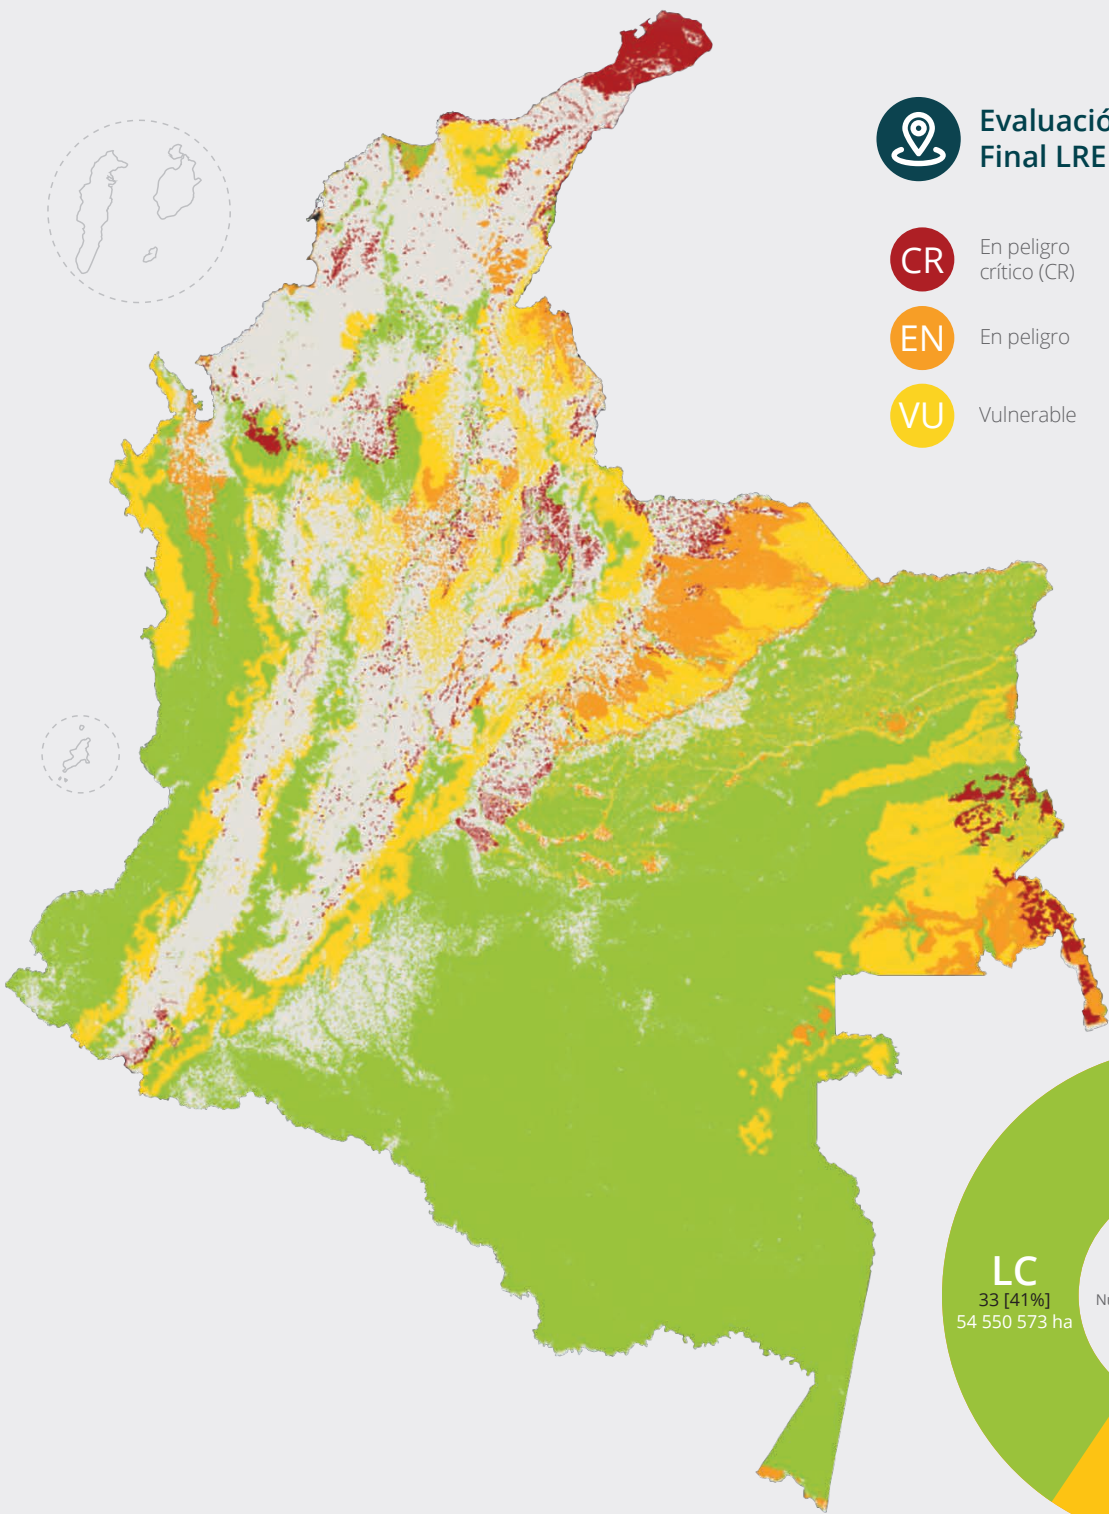 Evaluació
Final LRE
CR
En peligro
crítico (CR)
EN
En peligro
VU
Vulnerable
LC
33 [41%]
54 550 573 ha